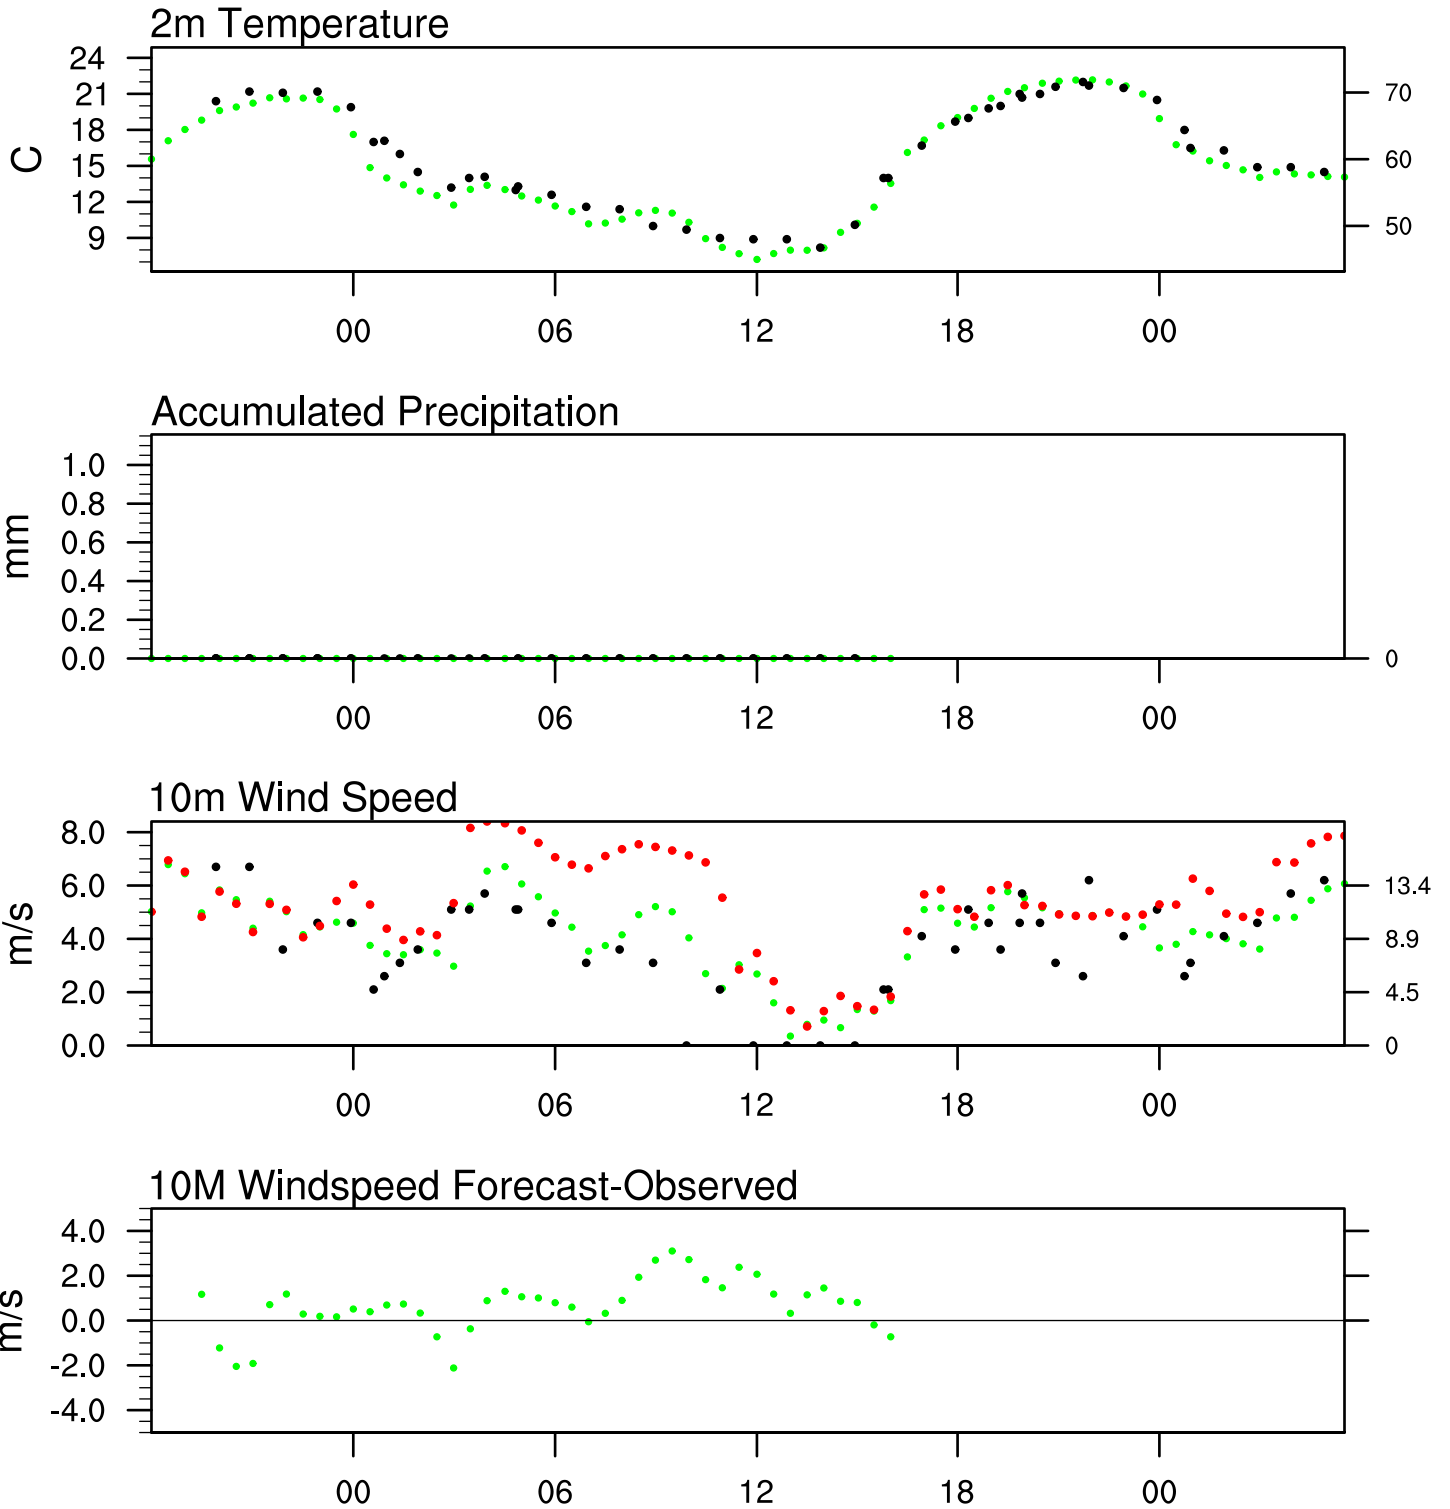 2m Temperature
24
21
18
15
12
9
C
70
60
50
00 06 12 18 00
Accumulated Precipitation
1.0
0.8
0.6
0.4
0.2
0.0
mm
0
00 06 12 18 00
10m Wind Speed
8.0
6.0
4.0
2.0
0.0
m/s
13.4
8.9
4.5
0
00 06 12 18 00
10M Windspeed Forecast-Observed
4.0
2.0
0.0
-2.0
-4.0
m/s
00 06 12 18 00